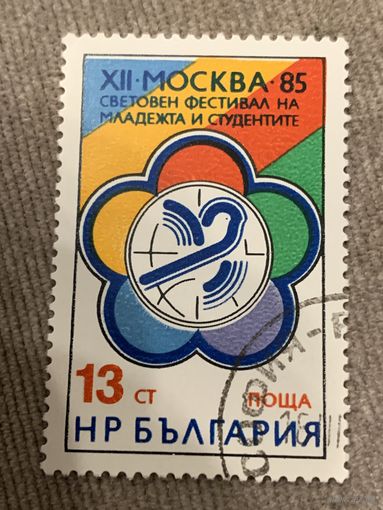 XII·МОСКВА·85
СВЕТОВЕН ФЕСТИВАЛ НА
МЛАДЕЖТА И СТУДЕНТИТЕ
13 СТ ПОЩА
НР БЪЛГАРИЯ